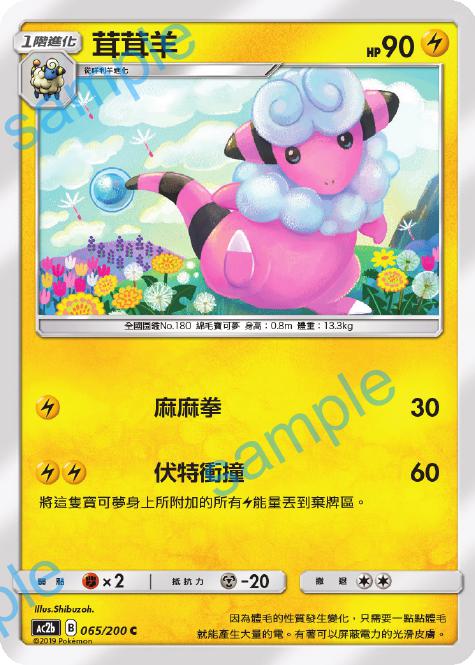 1階進化
茸茸羊
HP90
從咩利羊進化
sample
全國圖鑑No.180 綿毛寶可夢 身高：0.8m 體重：13.3kg
麻麻拳 30
sample
伏特衝撞 60
將這隻寶可夢身上所附加的所有能量丟到棄牌區。
弱點 ×2 抵抗力 -20 撤退
Illus.Shibuzoh.
AC2b B 065/200 C
©2019 Pokémon
因為體毛的性質發生變化，只需要一點點體毛
就能產生大量的電。有著可以屏蔽電力的光滑皮膚。
ple